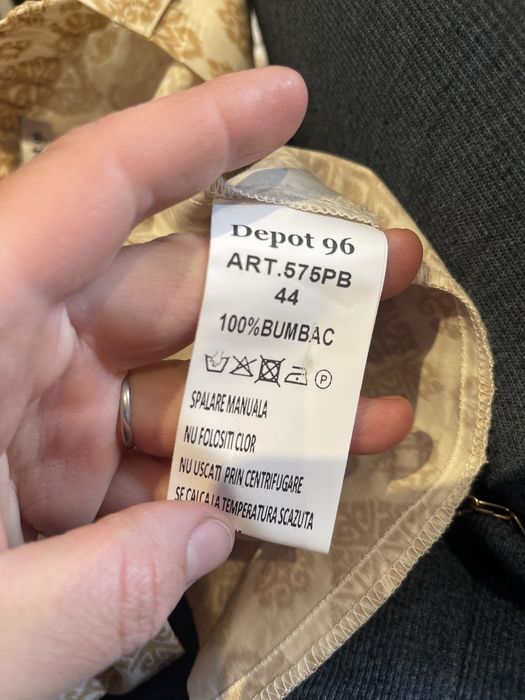 Depot 96
ART.575PB
44
100%BUMBAC
P
SPALARE MANUALA
NU FOLOSITI CLOR
NU USCATI PRIN CENTRIFUGARE
SE CALCA LA TEMPERATURA SCAZUTA